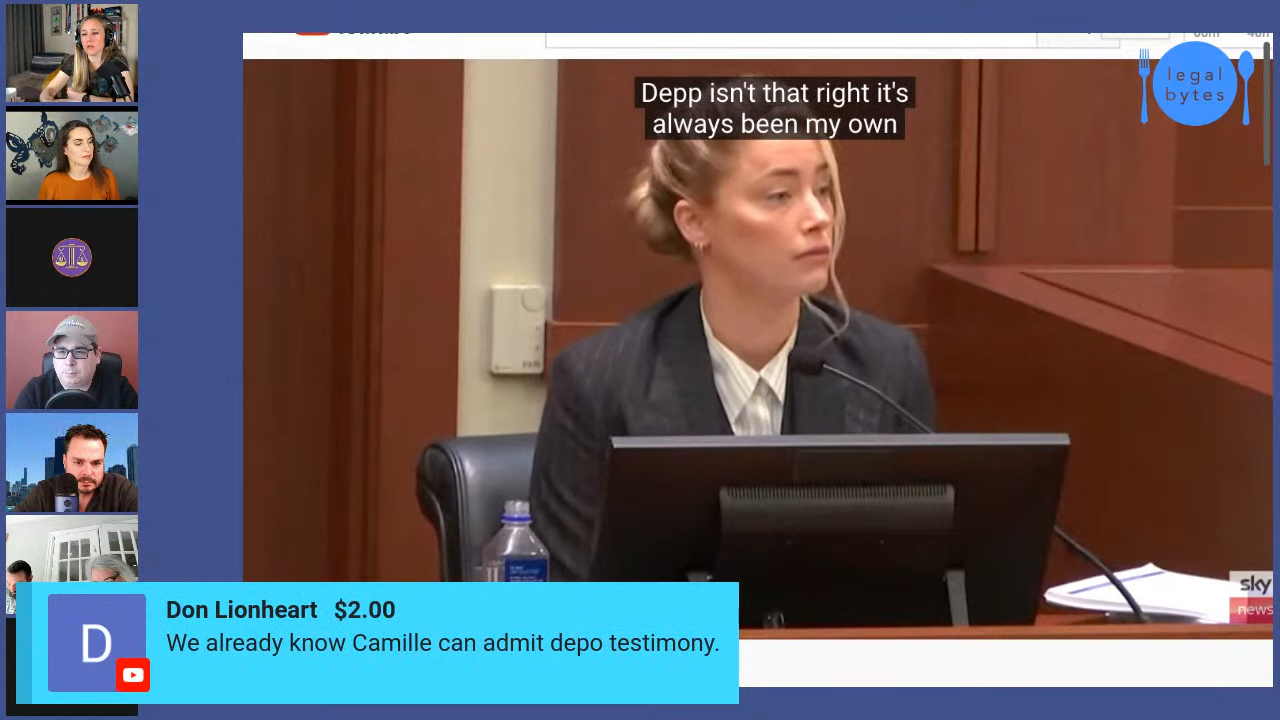 Depp isn't that right it's
always been my own
legal
bytes
sky
news
Don Lionheart $2.00
We already know Camille can admit depo testimony.
D